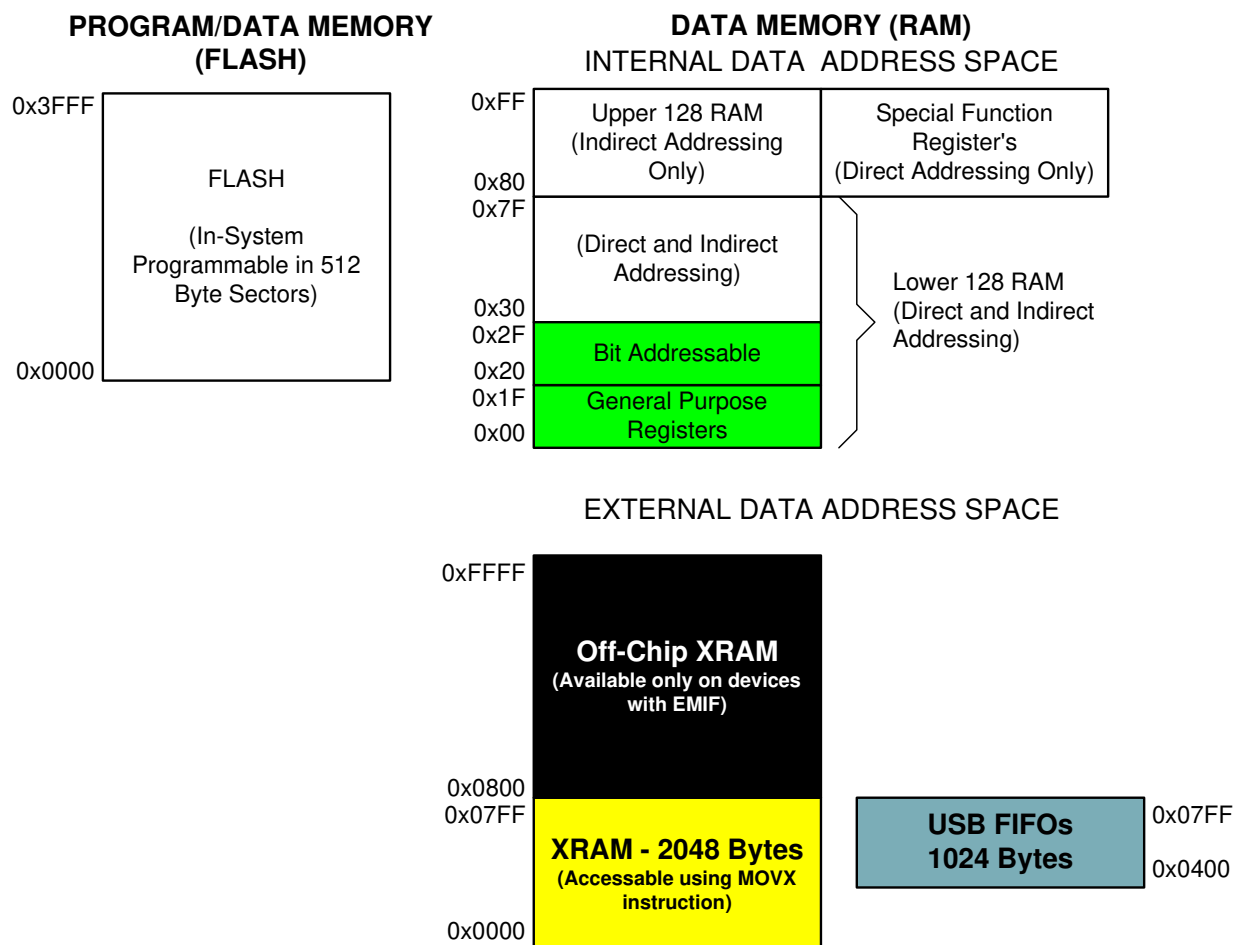 PROGRAM/DATA MEMORY
(FLASH)
0x3FFF
FLASH
(In-System
Programmable in 512
Byte Sectors)
0x0000
DATA MEMORY (RAM)
INTERNAL DATA ADDRESS SPACE
0xFF
Upper 128 RAM
(Indirect Addressing
Only)
Special Function
Register's
(Direct Addressing Only)
0x80
0x7F
(Direct and Indirect
Addressing)
0x30
Lower 128 RAM
(Direct and Indirect
Addressing)
0x2F
Bit Addressable
0x20
0x1F
General Purpose
Registers
0x00
EXTERNAL DATA ADDRESS SPACE
0xFFFF
Off-Chip XRAM
(Available only on devices
with EMIF)
0x0800
0x07FF
XRAM - 2048 Bytes
(Accessable using MOVX
instruction)
0x0000
USB FIFOs
1024 Bytes
0x07FF
0x0400